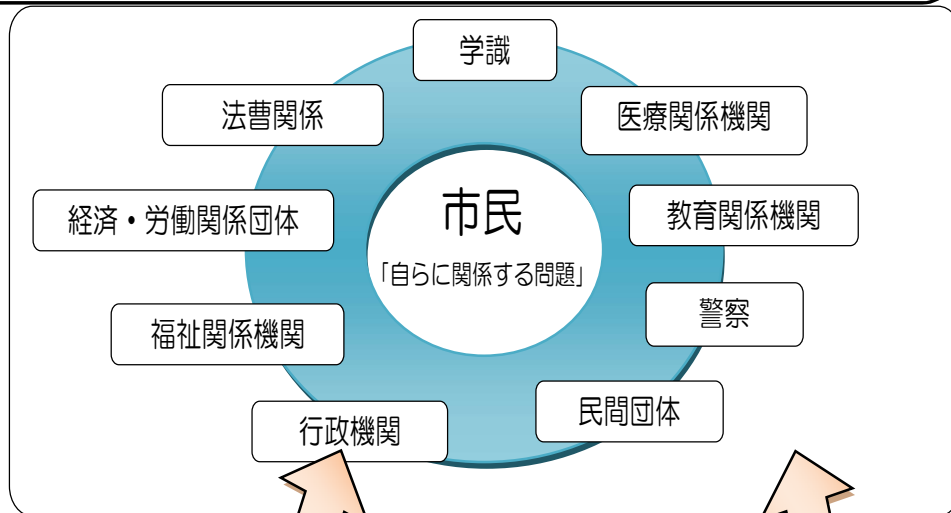 学識
法曹関係
医療関係機関
市民
経済・労働関係団体
教育関係機関
「自らに関係する問題」
警察
福祉関係機関
民間団体
行政機関